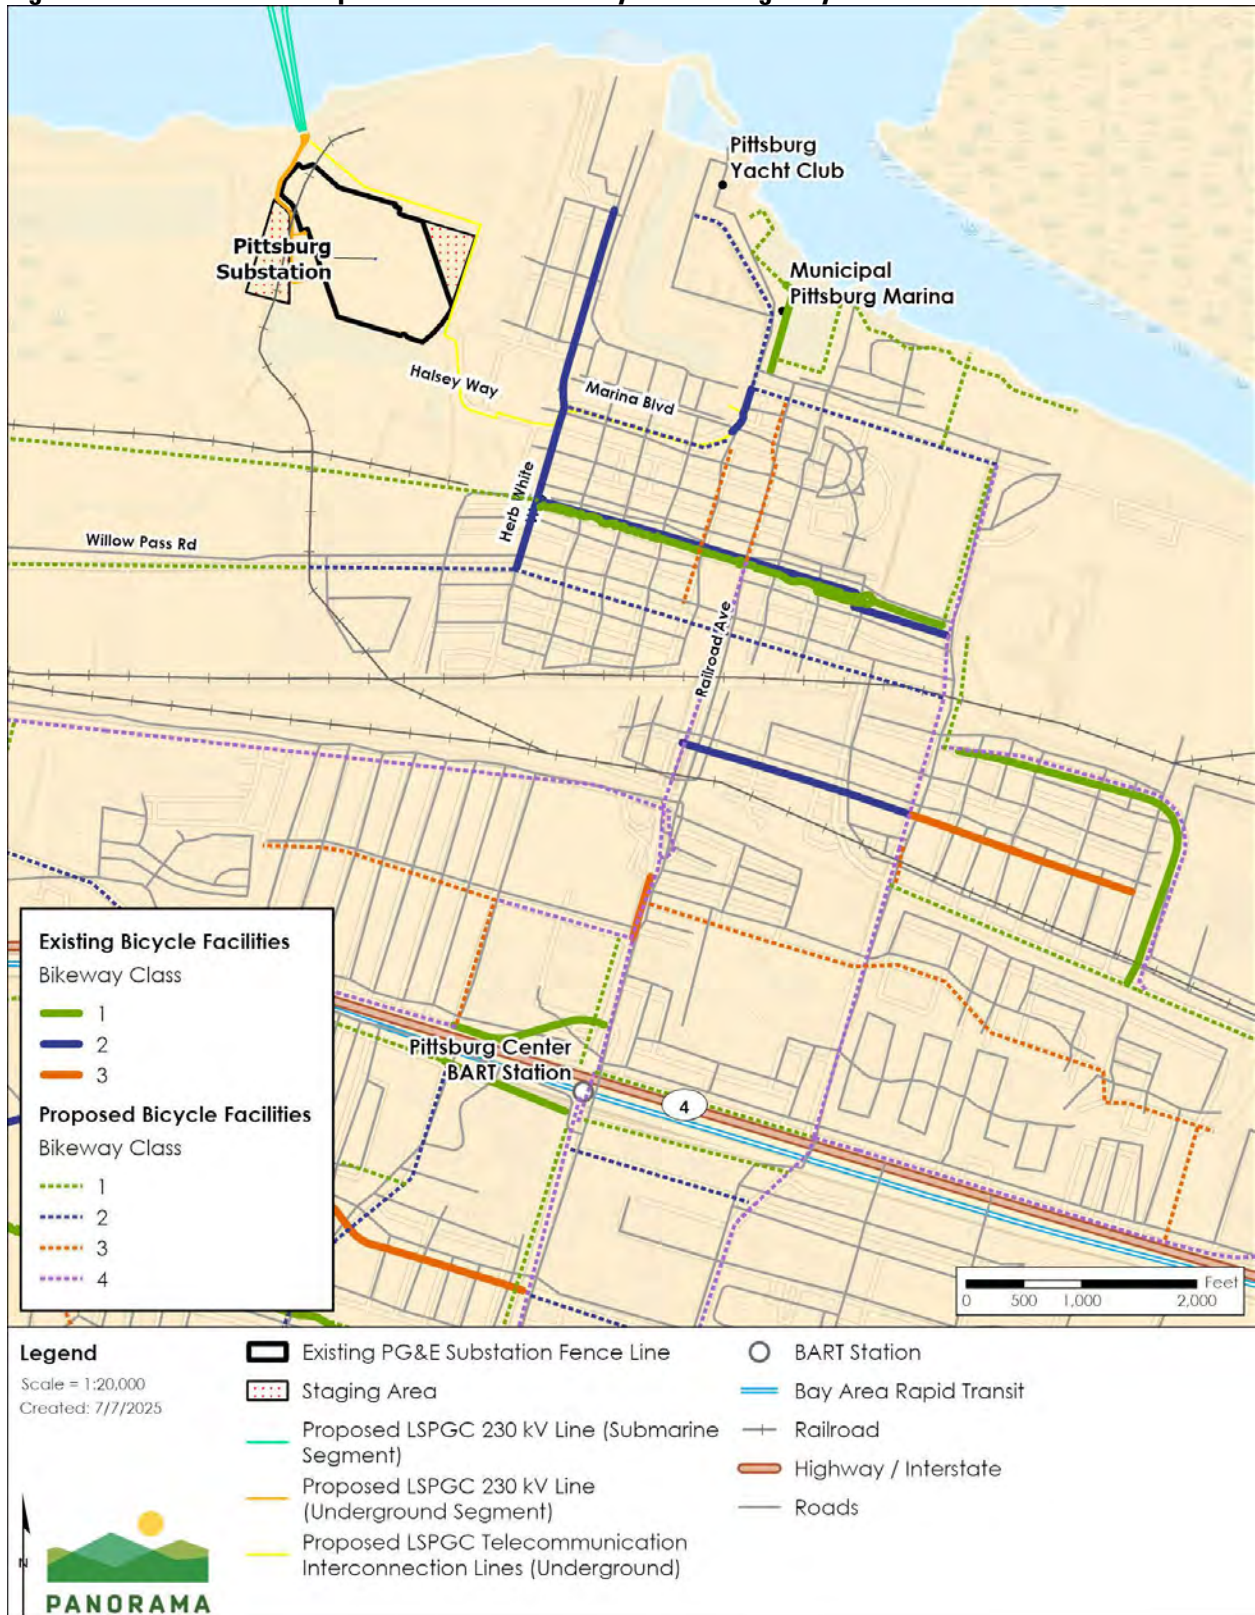 Pittsburg
Yacht Club
Pittsburg
Substation
Municipal
Pittsburg Marina
Halsey Way
Marina Blvd
Herb White
Willow Pass Rd
Railroad Ave
Existing Bicycle Facilities
Bikeway Class
1
2
3
Proposed Bicycle Facilities
Bikeway Class
1
2
3
4
Pittsburg Center
BART Station
4
Feet
0 500 1,000 2,000
Legend
Scale = 1:20,000
Created: 7/7/2025
Existing PG&E Substation Fence Line
Staging Area
Proposed LSPGC 230 kV Line (Submarine
Segment)
Proposed LSPGC 230 kV Line
(Underground Segment)
Proposed LSPGC Telecommunication
Interconnection Lines (Underground)
BART Station
Bay Area Rapid Transit
Railroad
Highway / Interstate
Roads
N
PANORAMA